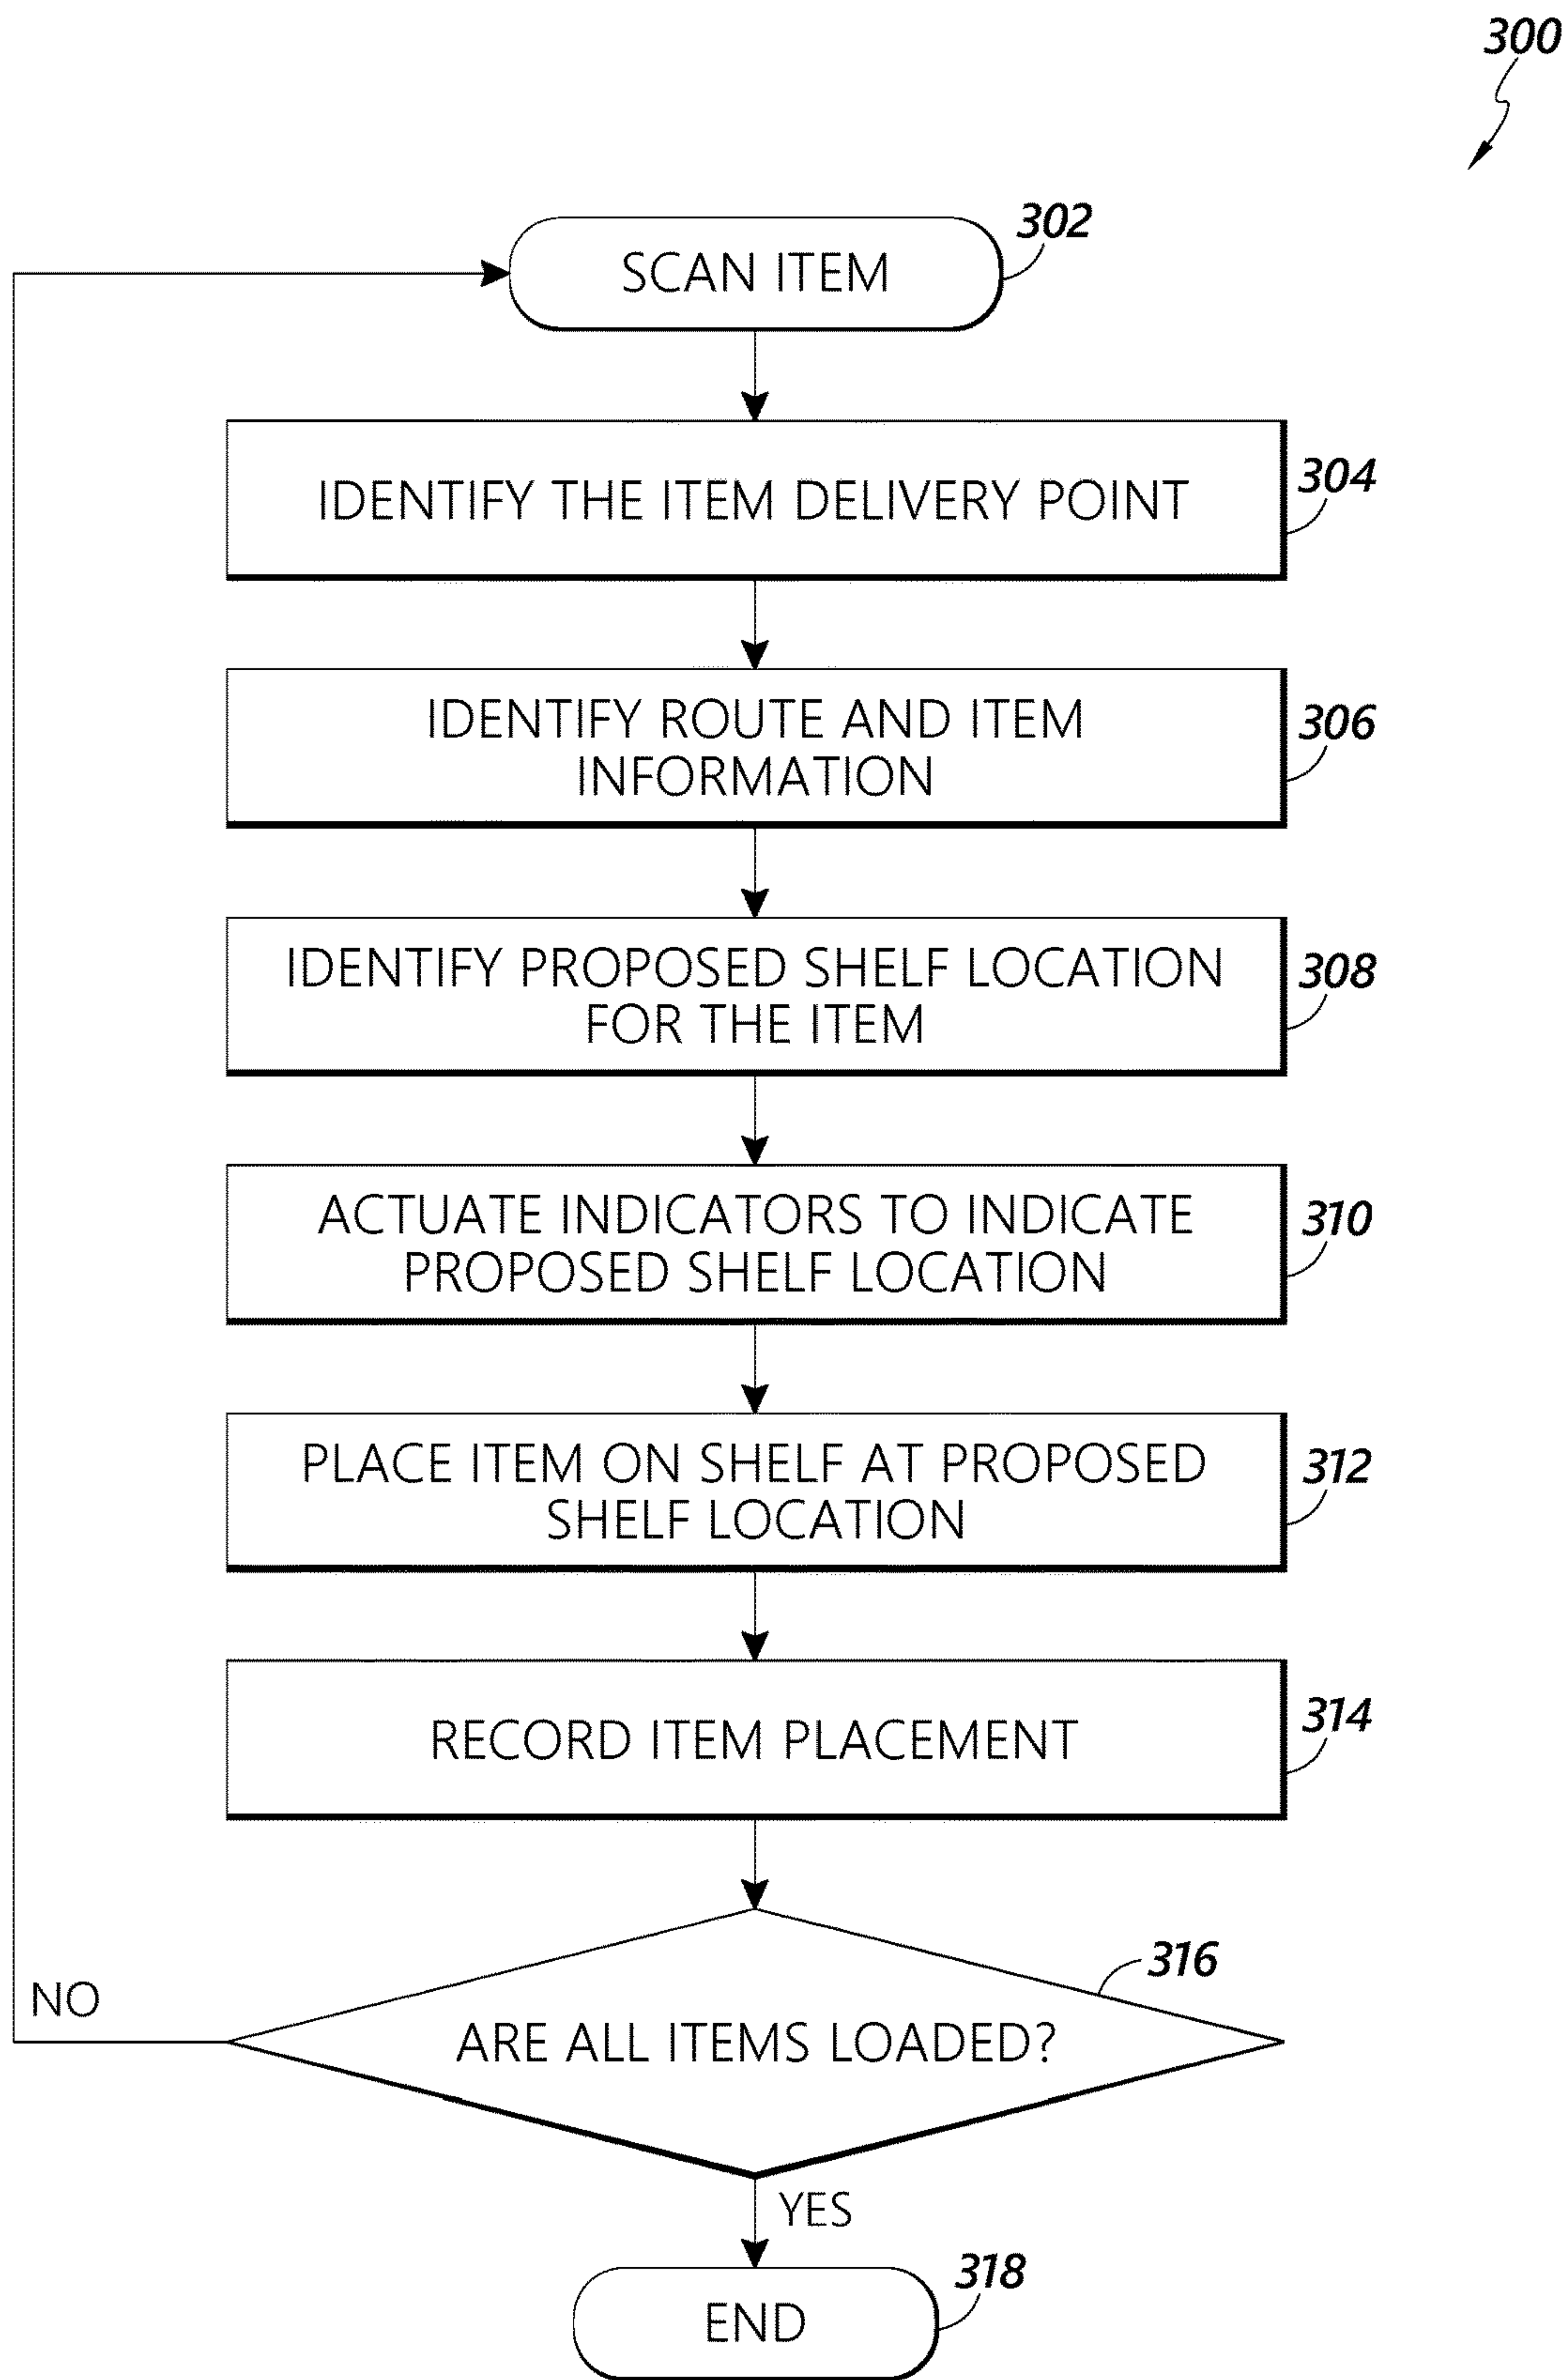 300
SCAN ITEM
302
IDENTIFY THE ITEM DELIVERY POINT
304
IDENTIFY ROUTE AND ITEM
INFORMATION
306
IDENTIFY PROPOSED SHELF LOCATION
FOR THE ITEM
308
ACTUATE INDICATORS TO INDICATE
PROPOSED SHELF LOCATION
310
PLACE ITEM ON SHELF AT PROPOSED
SHELF LOCATION
312
RECORD ITEM PLACEMENT
314
ARE ALL ITEMS LOADED?
316
NO
YES
END
318